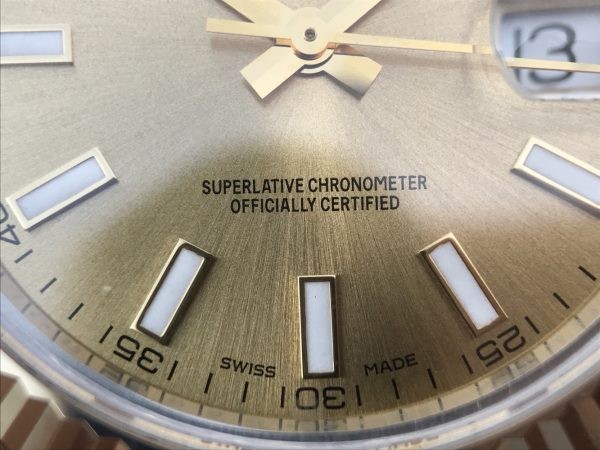 13
SUPERLATIVE CHRONOMETER
OFFICIALLY CERTIFIED
40
35
SWISS
30
MADE
25